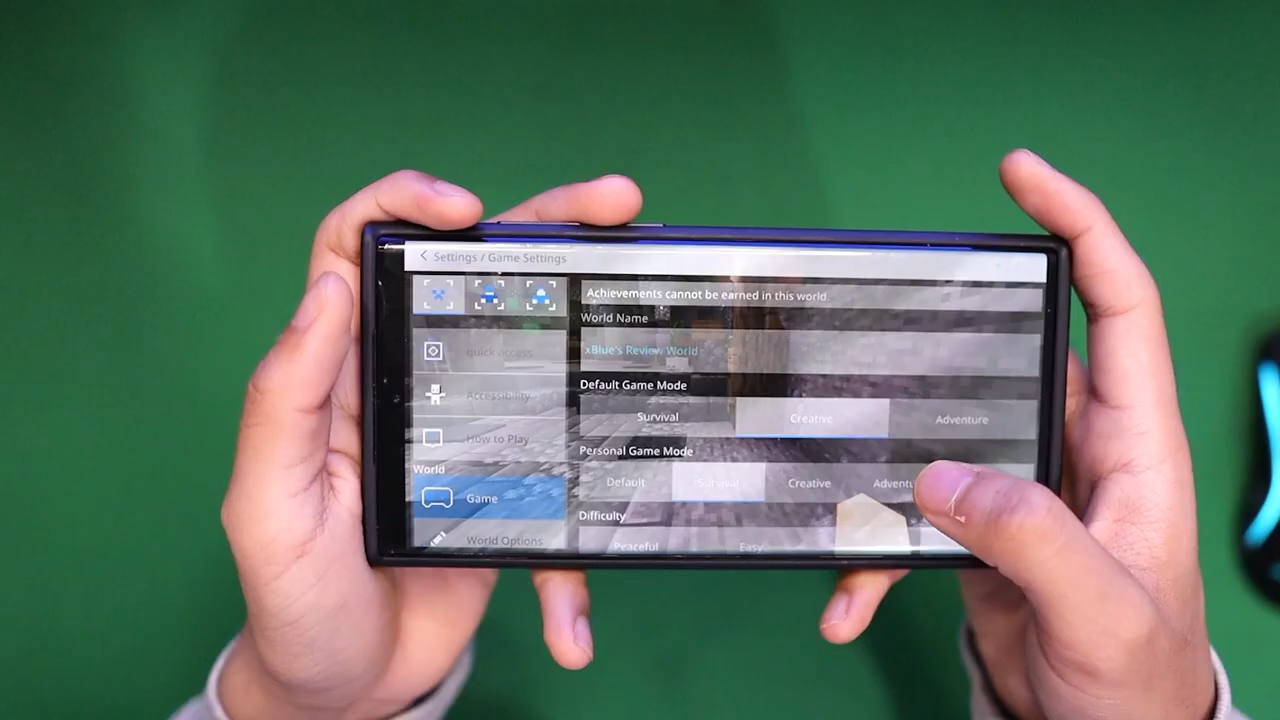 Settings / Game Settings
Achievements cannot be earned in this world.
World Name
xBlue's Review World
Default Game Mode
Survival Creative Adventure
Personal Game Mode
Default Survival Creative Advent
Difficulty
Peaceful Easy
quick access
Accessibility
How to Play
World
Game
World Options